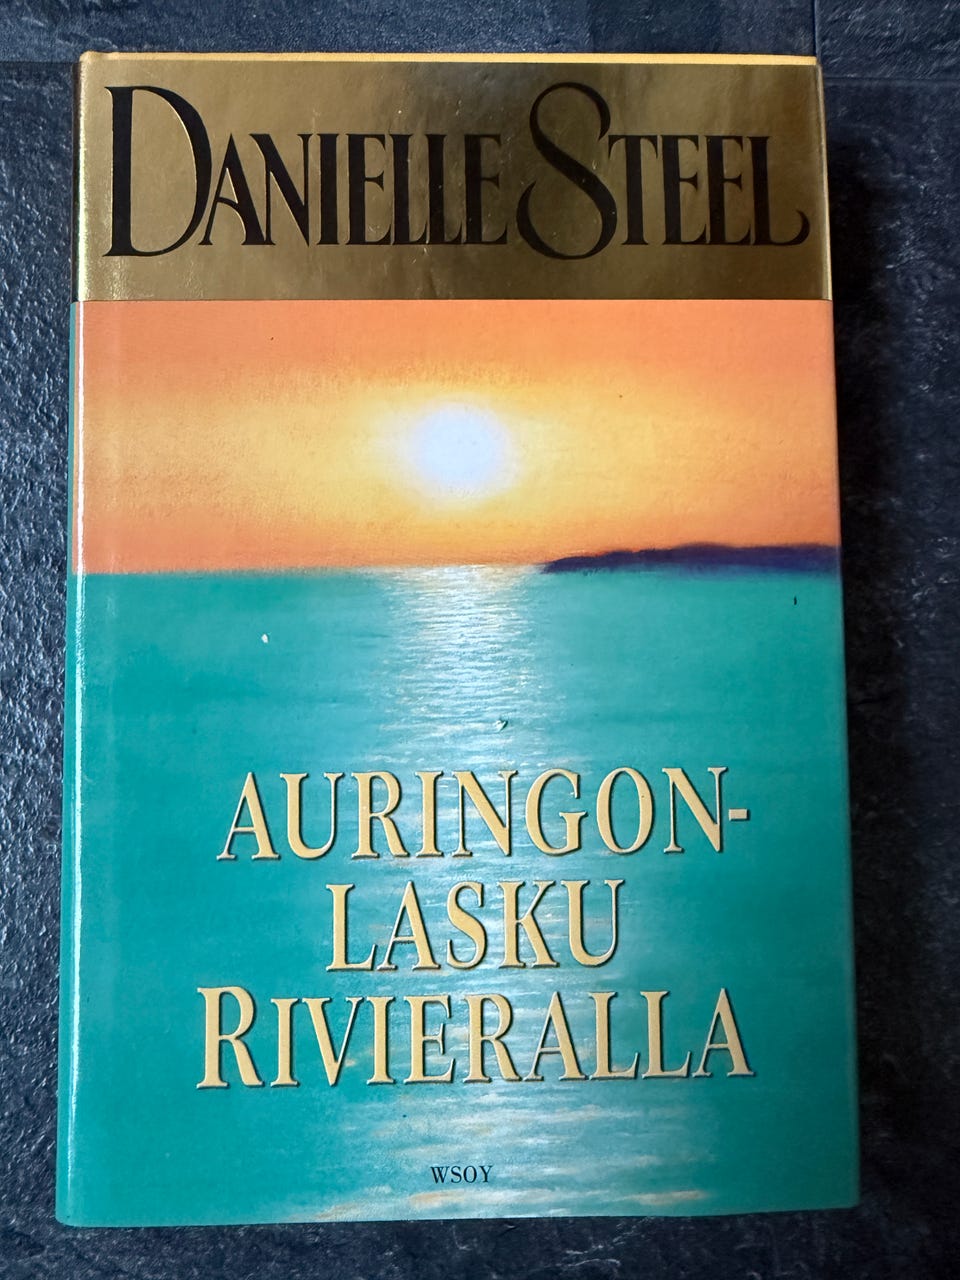 DANIELLE STEEL
AURINGON-
LASKU
RIVIERALLA
WSOY